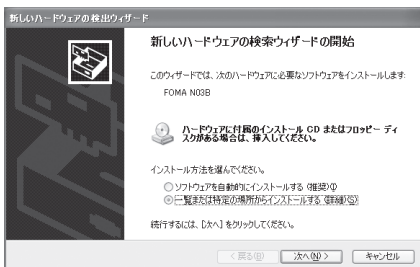 新しいハードウェアの検出ウィザード
新しいハードウェアの検索ウィザードの開始
このウィザードでは、次のハードウェアに必要なソフトウェアをインストールします:
FOMA N03B
ハードウェアに付属のインストール CD またはフロッピー ディ
スクがある場合は、挿入してください。
インストール方法を選んでください。
ソフトウェアを自動的にインストールする (推奨)(I)
一覧または特定の場所からインストールする (詳細)(S)
続行するには、[次へ] をクリックしてください。
< 戻る(B) 次へ(N) > キャンセル